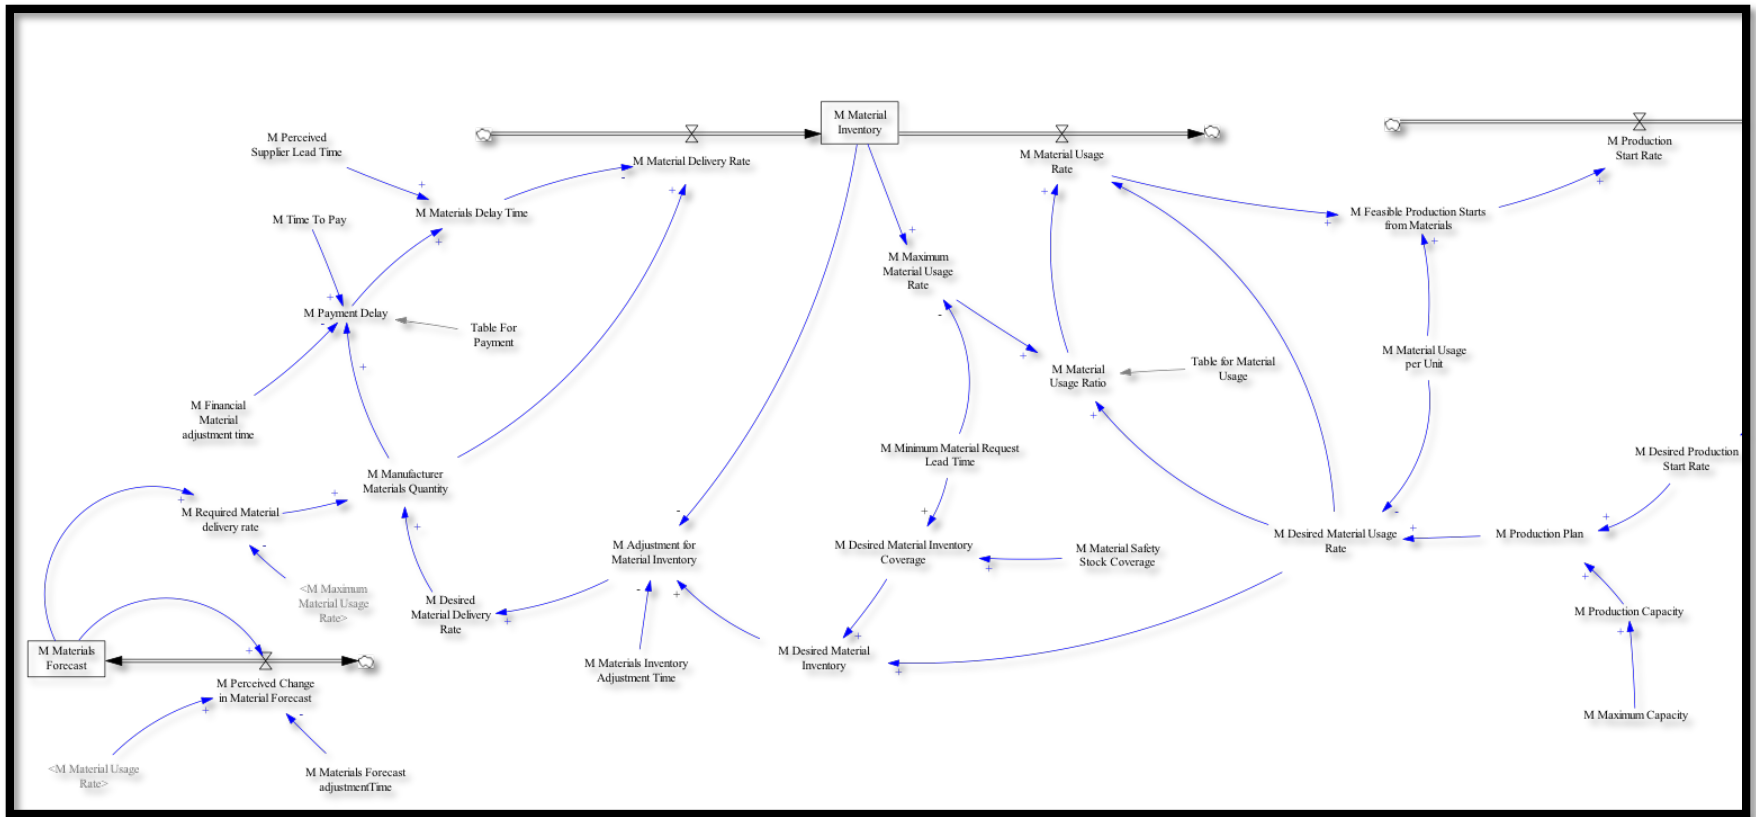 M Material
Inventory
M Perceived
Supplier Lead Time
M Material Delivery Rate
M Material Usage
Rate
M Production
Start Rate
M Materials Delay Time
M Time To Pay
M Feasible Production Starts
from Materials
M Maximum
Material Usage
Rate
M Payment Delay
Table For
Payment
M Material Usage
per Unit
M Material
Usage Ratio
Table for Material
Usage
M Financial
Material
adjustment time
M Minimum Material Request
Lead Time
M Desired Production
Start Rate
M Manufacturer
Materials Quantity
M Required Material
delivery rate
M Desired Material Usage
Rate
M Production Plan
M Adjustment for
Material Inventory
M Desired Material Inventory
Coverage
M Material Safety
Stock Coverage
<M Maximum
Material Usage
Rate>
M Desired
Material Delivery
Rate
M Production Capacity
M Materials
Forecast
M Materials Inventory
Adjustment Time
M Desired Material
Inventory
M Perceived Change
in Material Forecast
M Maximum Capacity
<M Material Usage
Rate>
M Materials Forecast
adjustmentTime